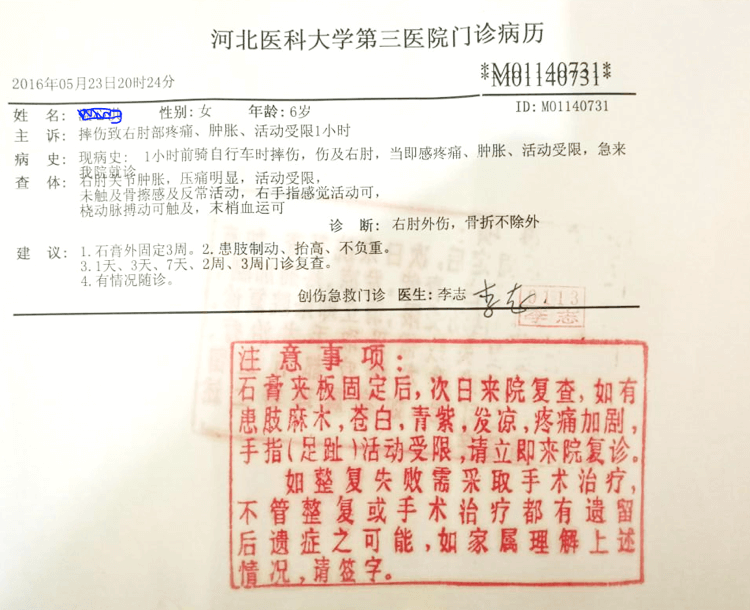 河北医科大学第三医院门诊病历
2016年05月23日20时24分
*M01140731*
姓 名: 性别: 女 年龄: 6岁 ID: M01140731
主 诉: 摔伤致右肘部疼痛、肿胀、活动受限1小时
病 史: 现病史: 1小时前骑自行车时摔伤，伤及右肘，当即感疼痛、肿胀、活动受限，急来
我院就诊
查 体: 右肘关节肿胀，压痛明显，活动受限，
未触及骨擦感及反常活动，右手指感觉活动可，
桡动脉搏动可触及，末梢血运可
诊 断: 右肘外伤，骨折不除外
建 议: 1.石膏外固定3周。2.患肢制动、抬高、不负重。
3.1天、3天、7天、2周、3周门诊复查。
4.有情况随诊。
创伤急救门诊 医生: 李志 李志
李志
注意事项:
石膏夹板固定后,次日来院复查,如有
患肢麻木,苍白,青紫,发凉,疼痛加剧,
手指(足趾)活动受限,请立即来院复诊。
如整复失败需采取手术治疗,
不管整复或手术治疗都有遗留
后遗症之可能,如家属理解上述
情况,请签字。